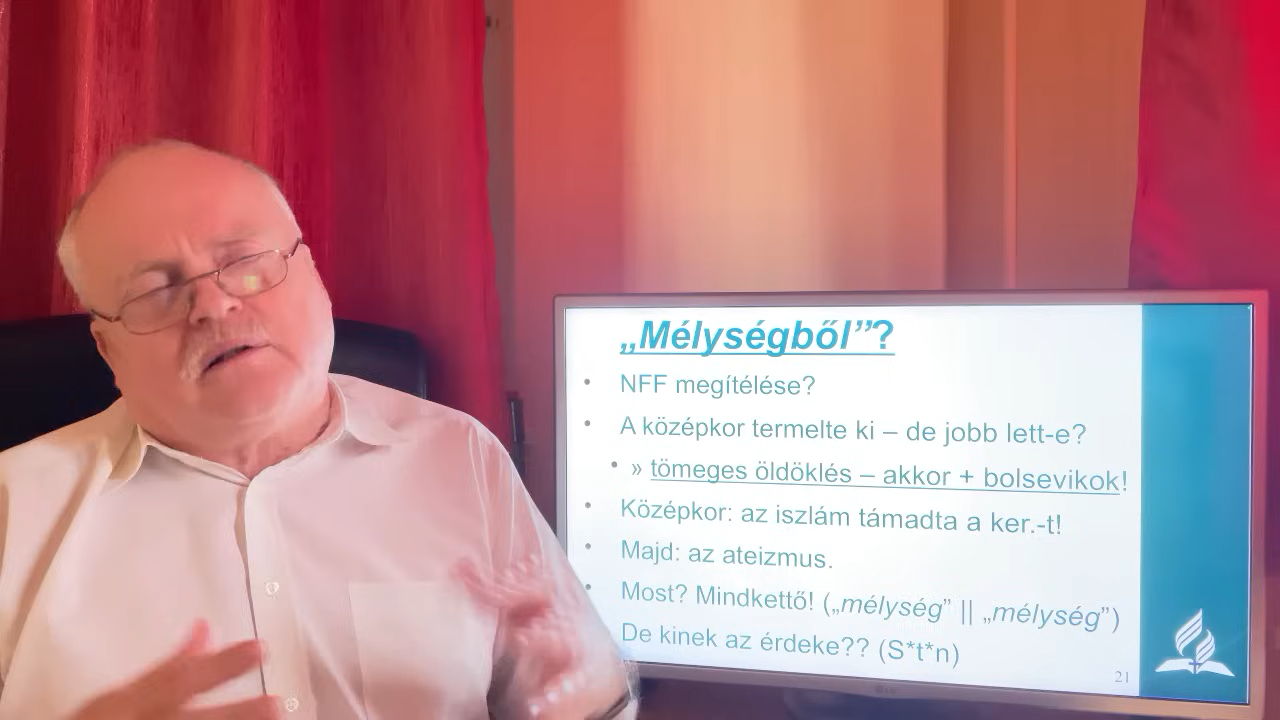 „Mélységből”?
• NFF megítélése?
• A középkor termelte ki – de jobb lett-e?
• » tömeges öldöklés – akkor + bolsevikok!
• Középkor: az iszlám támadta a ker.-t!
• Majd: az ateizmus.
• Most? Mindkettő! („mélység” || „mélység”)
De kinek az érdeke?? (S*t*n)
21